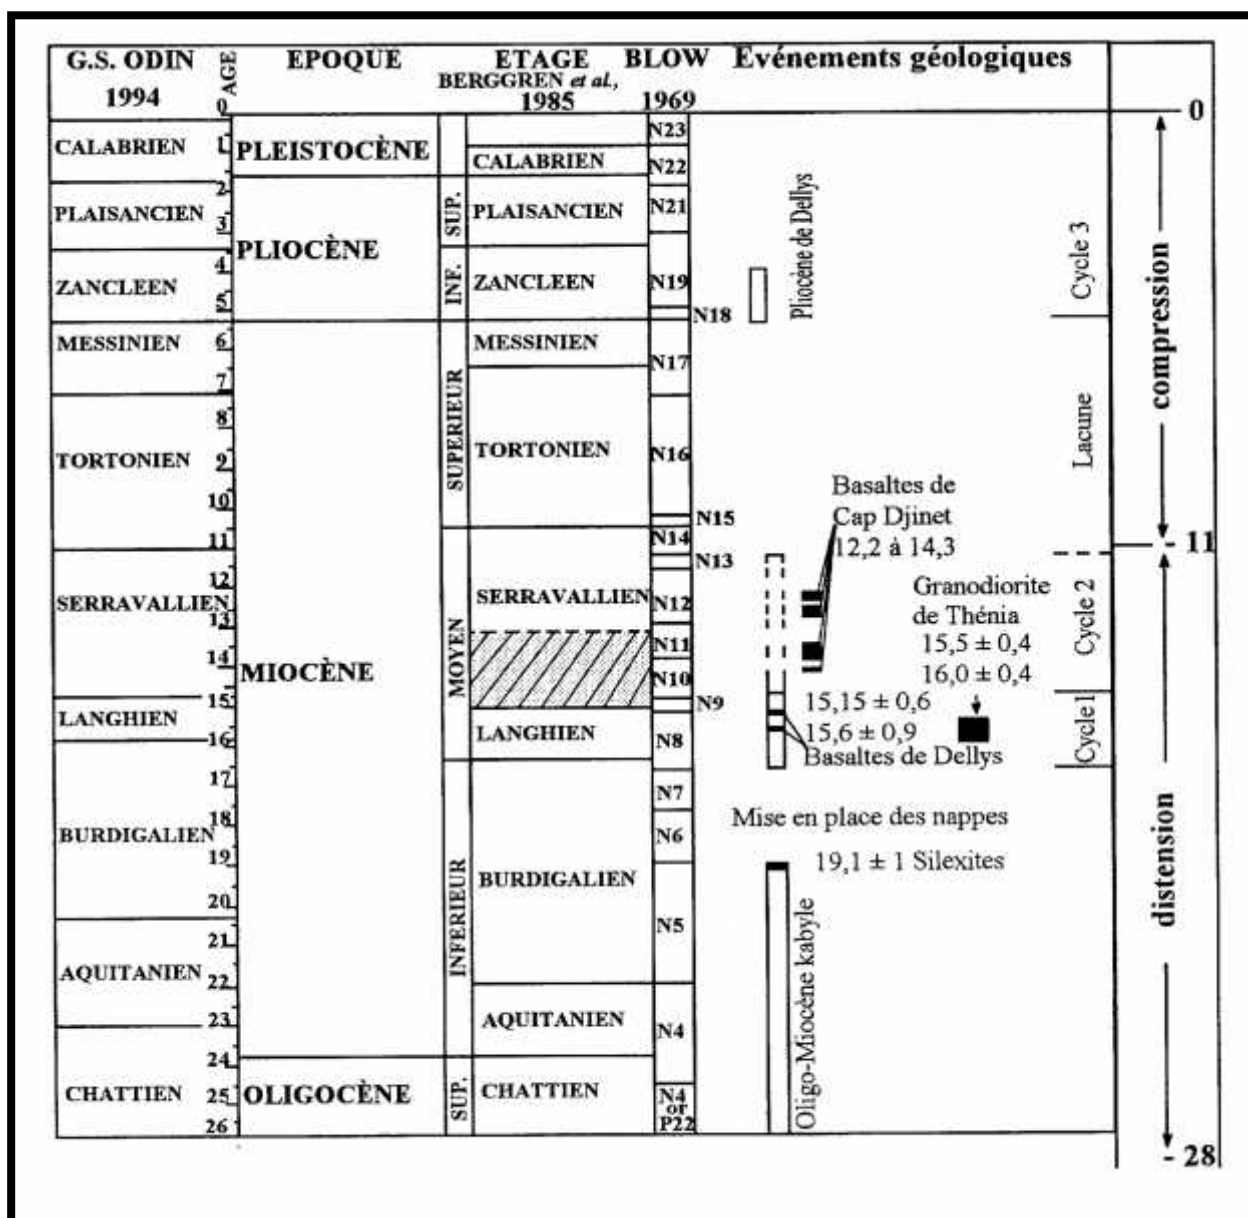 G.S. ODIN
1994
AGE
EPOQUE
ETAGE
BERGGREN et al.,
1985
BLOW
1969
Evénements géologiques
0
CALABRIEN
PLAISANCIEN
ZANCLEEN
MESSINIEN
TORTONIEN
SERRAVALLIEN
LANGHIEN
BURDIGALIEN
AQUITANIEN
CHATTIEN
1
2
3
4
5
6
7
8
9
10
11
12
13
14
15
16
17
18
19
20
21
22
23
24
25
26
PLEISTOCÈNE
PLIOCÈNE
MIOCÈNE
OLIGOCÈNE
SUP.
INF.
SUPERIEUR
MOYEN
INFERIEUR
SUP.
CALABRIEN
PLAISANCIEN
ZANCLEEN
MESSINIEN
TORTONIEN
SERRAVALLIEN
LANGHIEN
BURDIGALIEN
AQUITANIEN
CHATTIEN
N23
N22
N21
N19
N18
N17
N16
N15
N14
N13
N12
N11
N10
N9
N8
N7
N6
N5
N4
N4
or
P22
Pliocène de Dellys
Basaltes de
Cap Djinet
12,2 à 14,3
Granodiorite
de Thénia
15,5 ± 0,4
16,0 ± 0,4
15,15 ± 0,6
15,6 ± 0,9
Basaltes de Dellys
Mise en place des nappes
19,1 ± 1 Silexites
Oligo-Miocène kabyle
Cycle 3
Lacune
Cycle 2
Cycle1
0
compression
- 11
distension
- 28